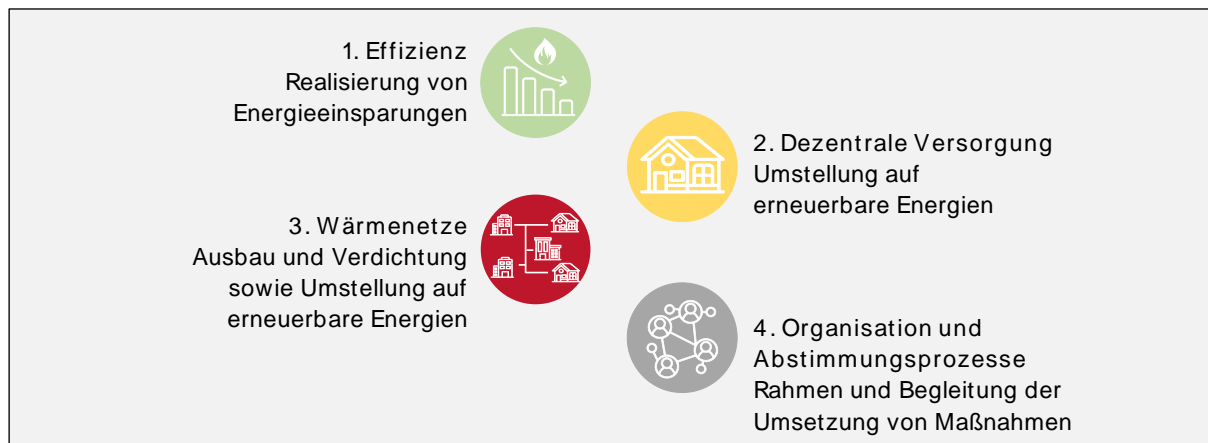 1. Effizienz
Realisierung von
Energieeinsparungen
2. Dezentrale Versorgung
Umstellung auf
erneuerbare Energien
3. Wärmenetze
Ausbau und Verdichtung
sowie Umstellung auf
erneuerbare Energien
4. Organisation und
Abstimmungsprozesse
Rahmen und Begleitung der
Umsetzung von Maßnahmen